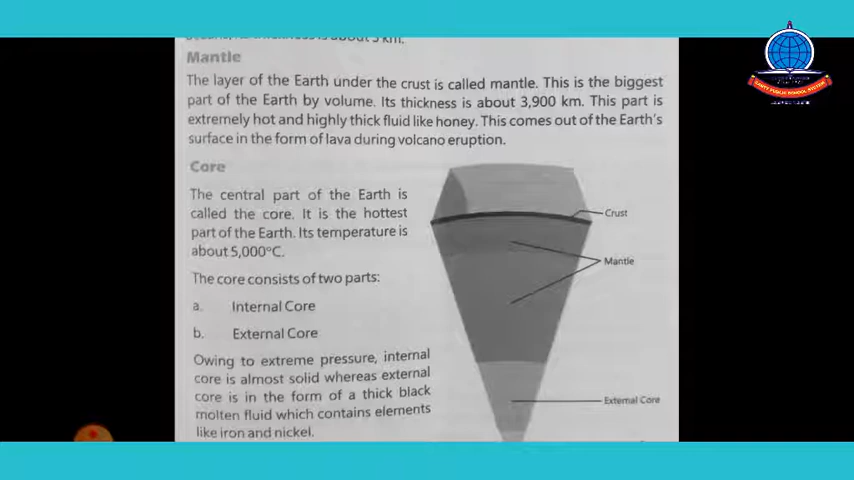 km.
Mantle
The layer of the Earth under the crust is called mantle. This is the biggest
part of the Earth by volume. Its thickness is about 3,900 km. This part is
extremely hot and highly thick fluid like honey. This comes out of the Earth's
surface in the form of lava during volcano eruption.
Core
The central part of the Earth is
called the core. It is the hottest
part of the Earth. Its temperature is
about 5,000°C.
The core consists of two parts:
a. Internal Core
b. External Core
Owing to extreme pressure, internal
core is almost solid whereas external
core is in the form of a thick black
molten fluid which contains elements
like iron and nickel.
Crust
Mantle
External Core
PUBLIC SCHOOL SYSTEM